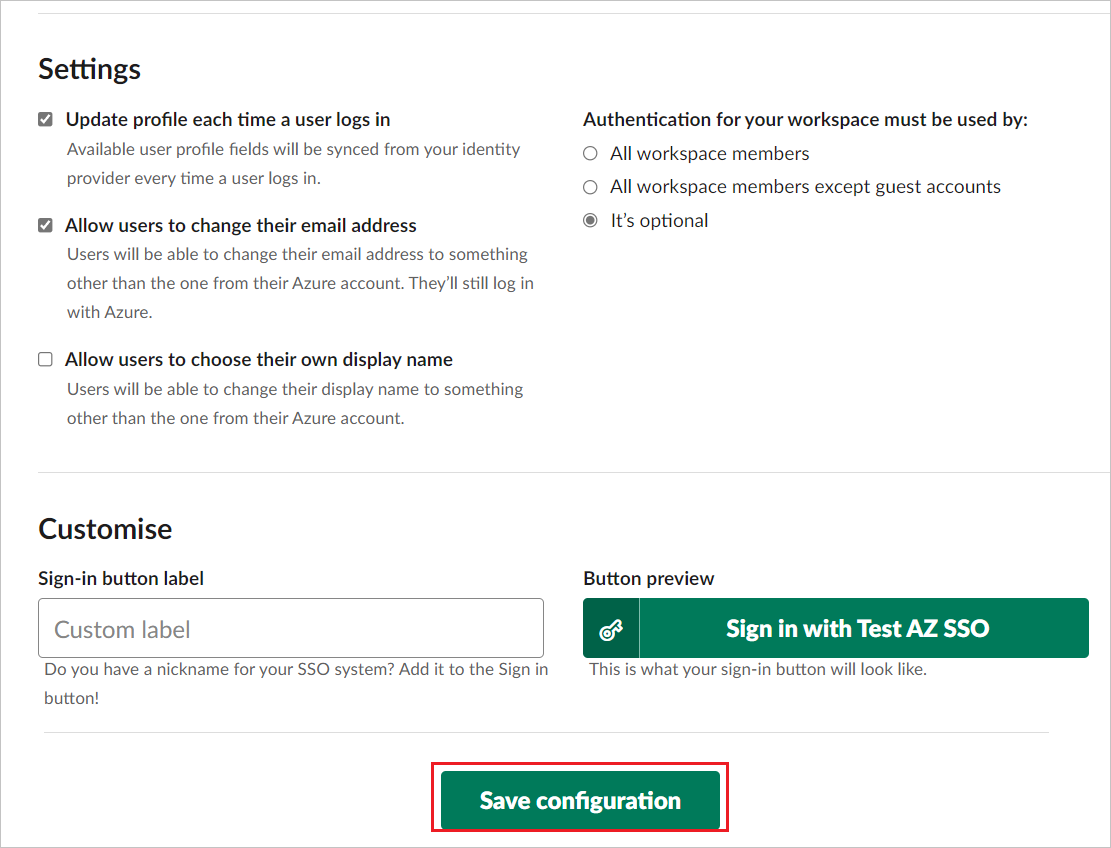 Settings
Update profile each time a user logs in
Available user profile fields will be synced from your identity
provider every time a user logs in.
Allow users to change their email address
Users will be able to change their email address to something
other than the one from their Azure account. They’ll still log in
with Azure.
Allow users to choose their own display name
Users will be able to change their display name to something
other than the one from their Azure account.
Authentication for your workspace must be used by:
All workspace members
All workspace members except guest accounts
It’s optional
Customise
Sign-in button label
Custom label
Do you have a nickname for your SSO system? Add it to the Sign in
button!
Button preview
Sign in with Test AZ SSO
This is what your sign-in button will look like.
Save configuration